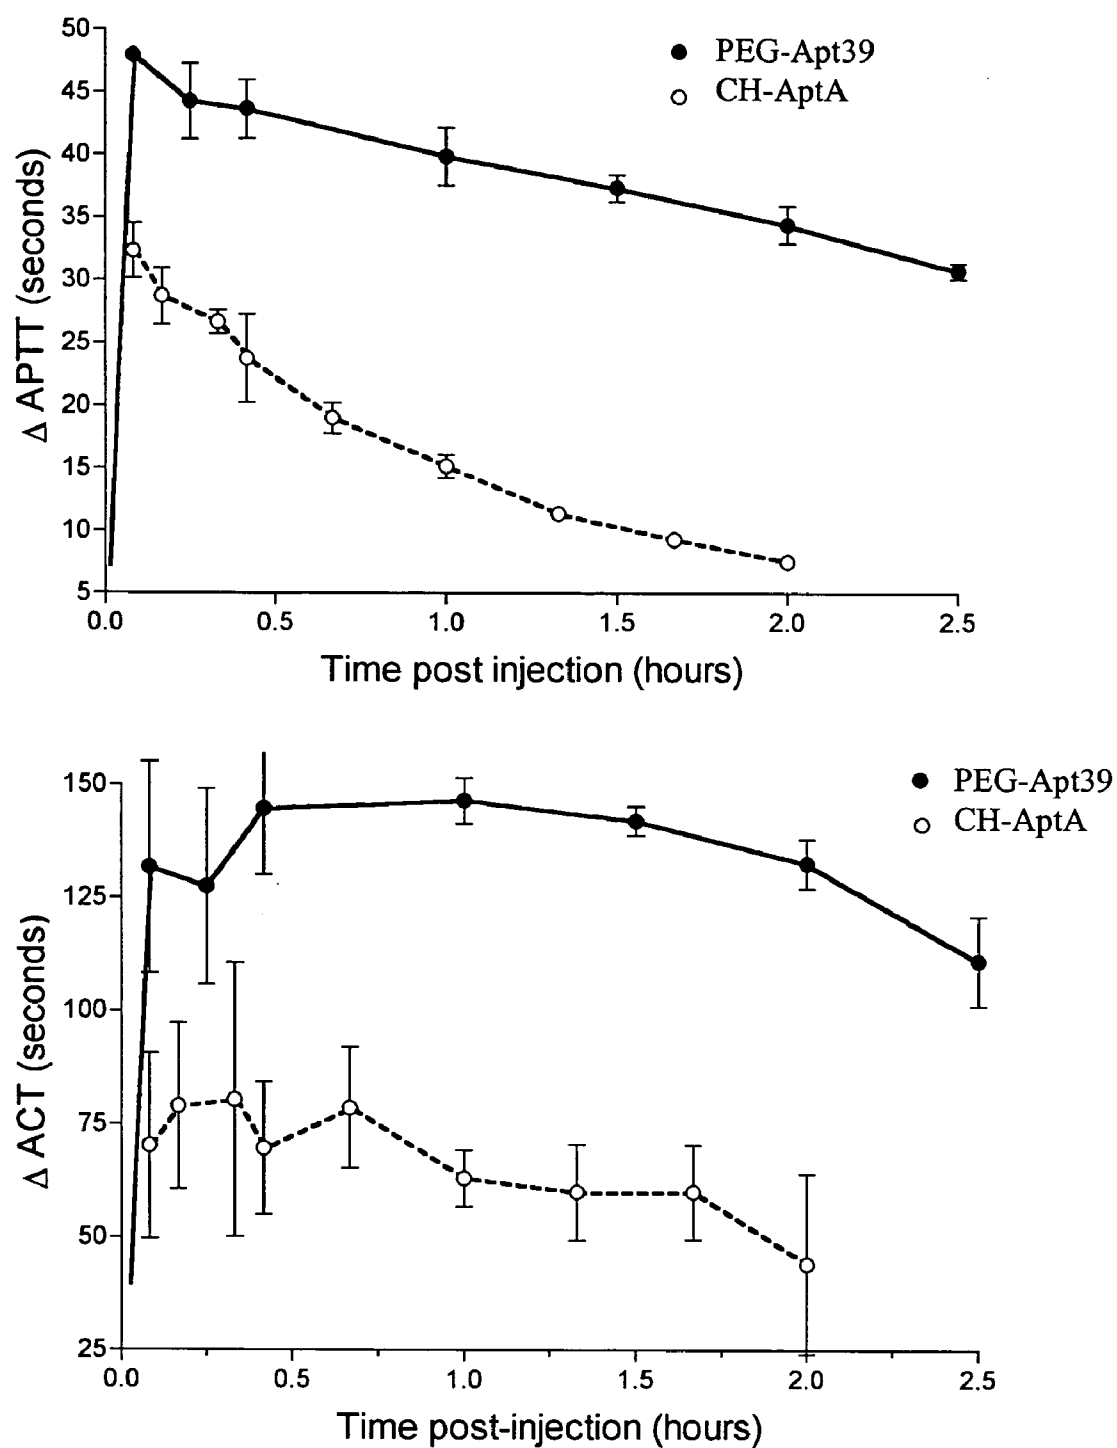 50
PEG-Apt39
45
CH-AptA
40
35
30
25
20
15
10
5
Δ APTT (seconds)
0.0 0.5 1.0 1.5 2.0 2.5
Time post injection (hours)
150
PEG-Apt39
CH-AptA
125
100
75
50
25
Δ ACT (seconds)
0.0 0.5 1.0 1.5 2.0 2.5
Time post-injection (hours)